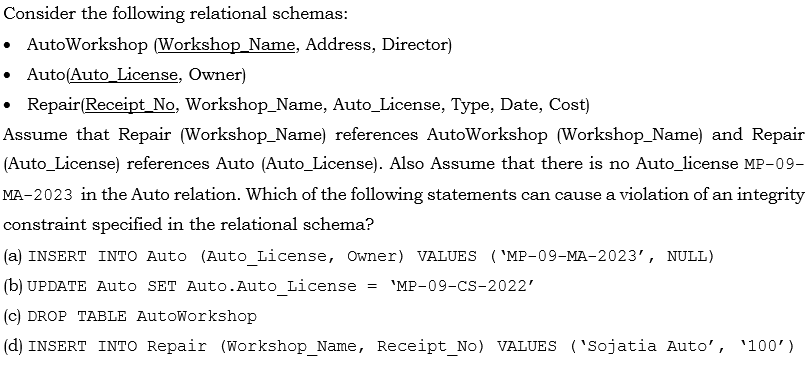 Consider the following relational schemas:
• AutoWorkshop (Workshop_Name, Address, Director)
• Auto(Auto_License, Owner)
• Repair(Receipt_No, Workshop_Name, Auto_License, Type, Date, Cost)
Assume that Repair (Workshop_Name) references AutoWorkshop (Workshop_Name) and Repair
(Auto_License) references Auto (Auto_License). Also Assume that there is no Auto_license MP-09-
MA-2023 in the Auto relation. Which of the following statements can cause a violation of an integrity
constraint specified in the relational schema?
(a) INSERT INTO Auto (Auto_License, Owner) VALUES (‘MP-09-MA-2023’, NULL)
(b) UPDATE Auto SET Auto.Auto_License = ‘MP-09-CS-2022’
(c) DROP TABLE AutoWorkshop
(d) INSERT INTO Repair (Workshop_Name, Receipt_No) VALUES (‘Sojatia Auto’, ‘100’)